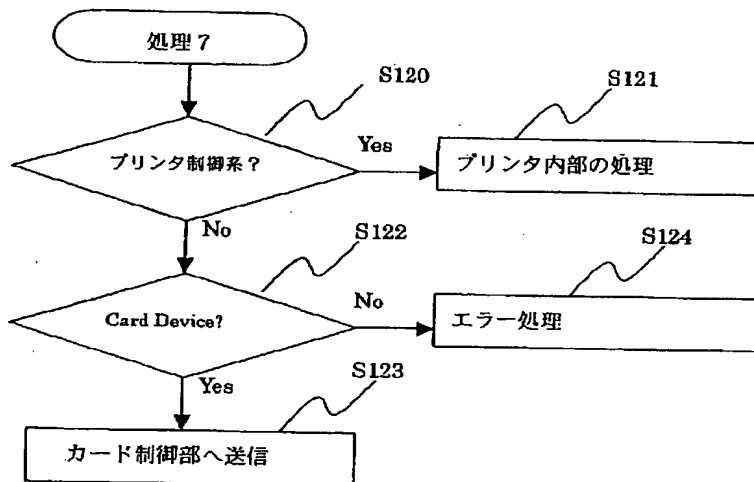 処理7
S120
S121
プリンタ制御系?
Yes
プリンタ内部の処理
No
S122
S124
Card Device?
No
エラー処理
Yes
S123
カード制御部へ送信